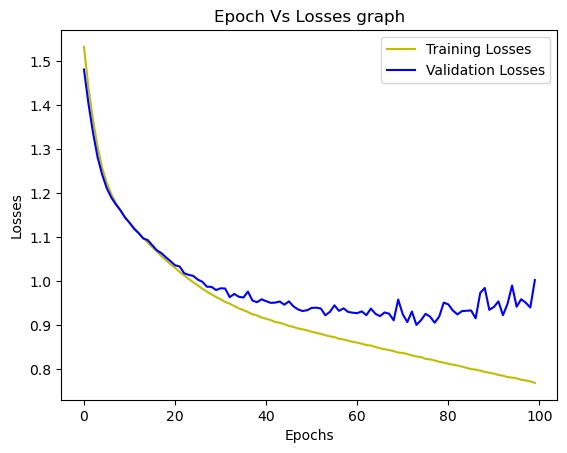 Epoch Vs Losses graph
Training Losses
Validation Losses
1.5
1.4
1.3
1.2
1.1
1.0
0.9
0.8
Losses
0 20 40 60 80 100
Epochs